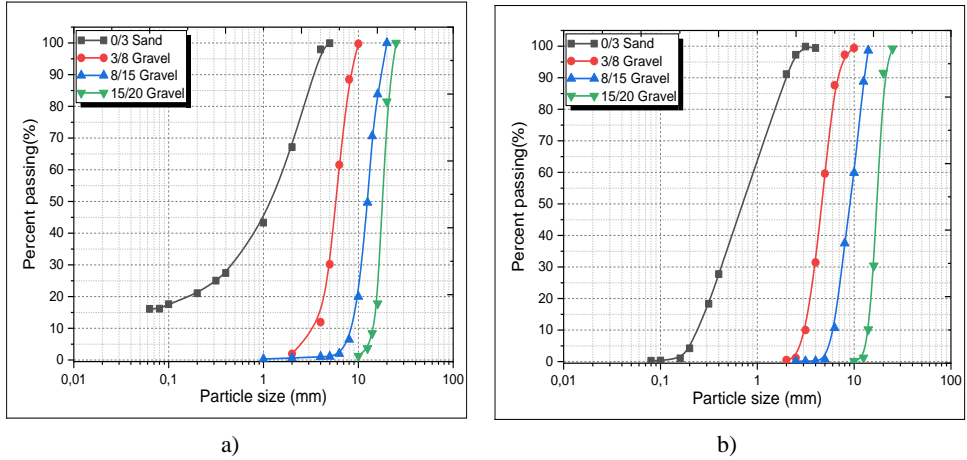 100
90
80
70
60
50
40
30
20
10
0
Percent passing(%)
0/3 Sand
3/8 Gravel
8/15 Gravel
15/20 Gravel
0,01 0,1 1 10 100
Particle size (mm)
a)
100
90
80
70
60
50
40
30
20
10
0
Percent passing(%)
0/3 Sand
3/8 Gravel
8/15 Gravel
15/20 Gravel
0,01 0,1 1 10 100
Particle size (mm)
b)